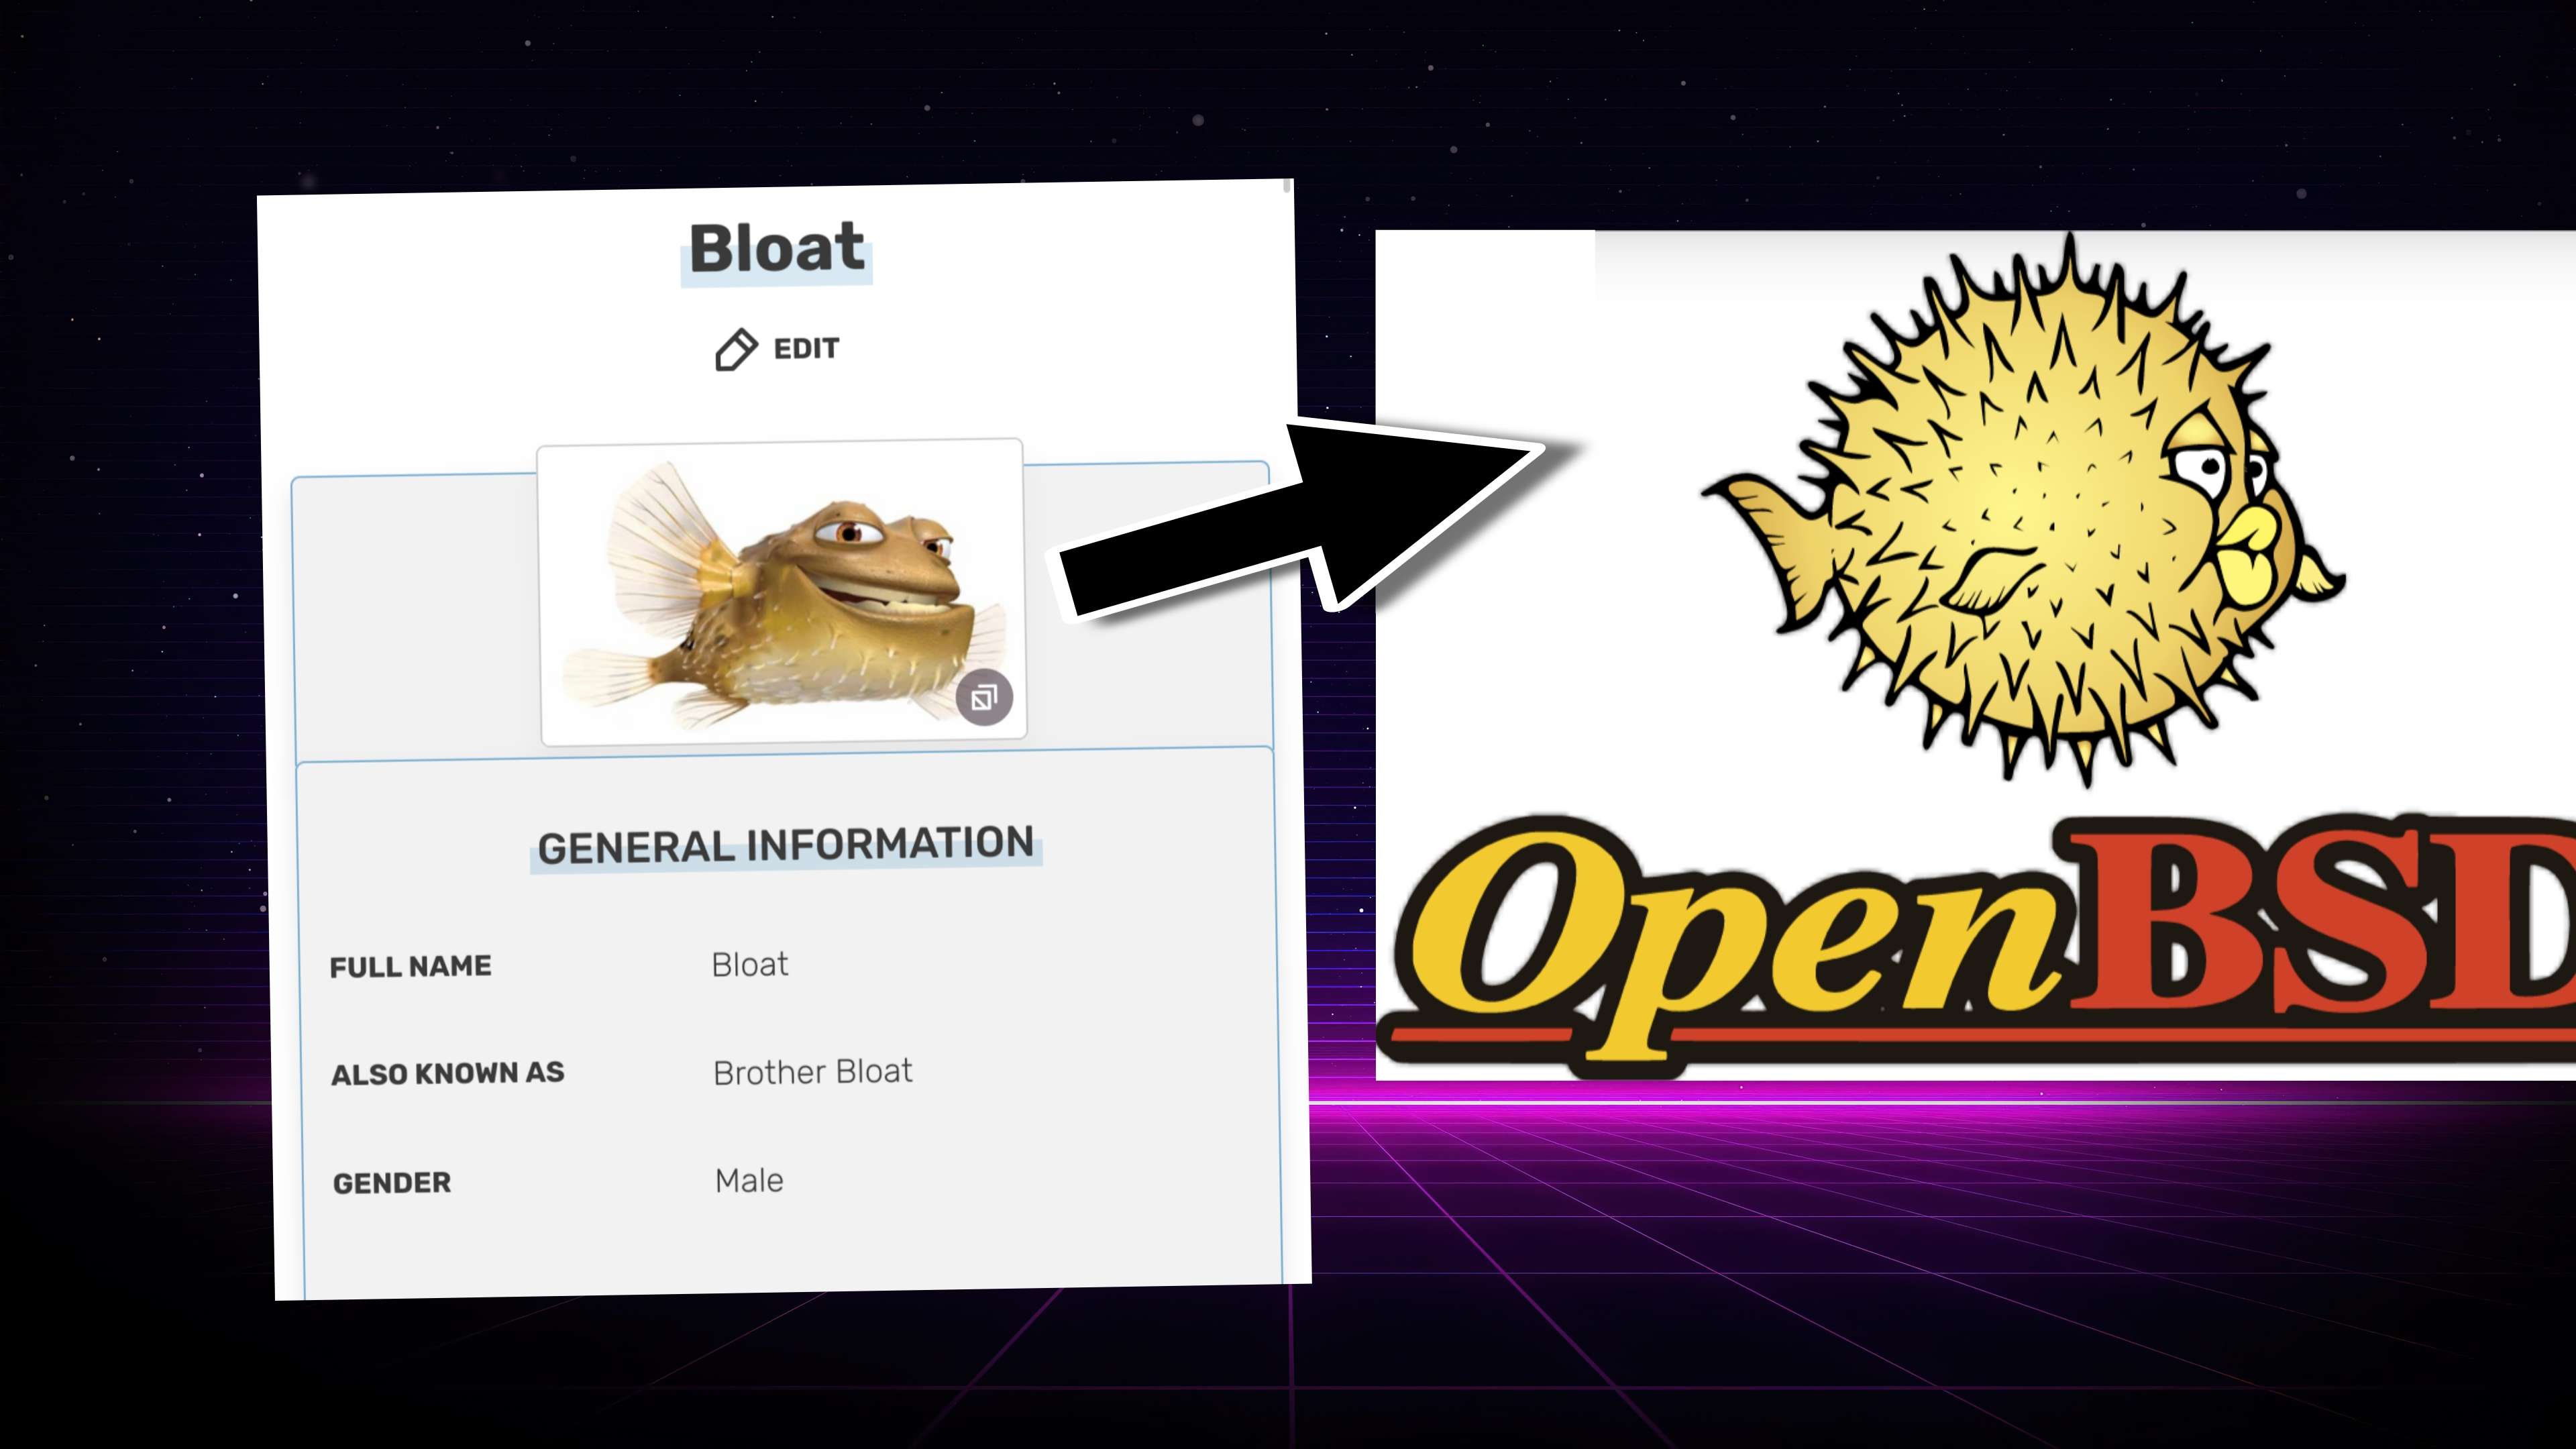 Bloat
EDIT
GENERAL INFORMATION
FULL NAME Bloat
ALSO KNOWN AS Brother Bloat
GENDER Male
OpenBSD